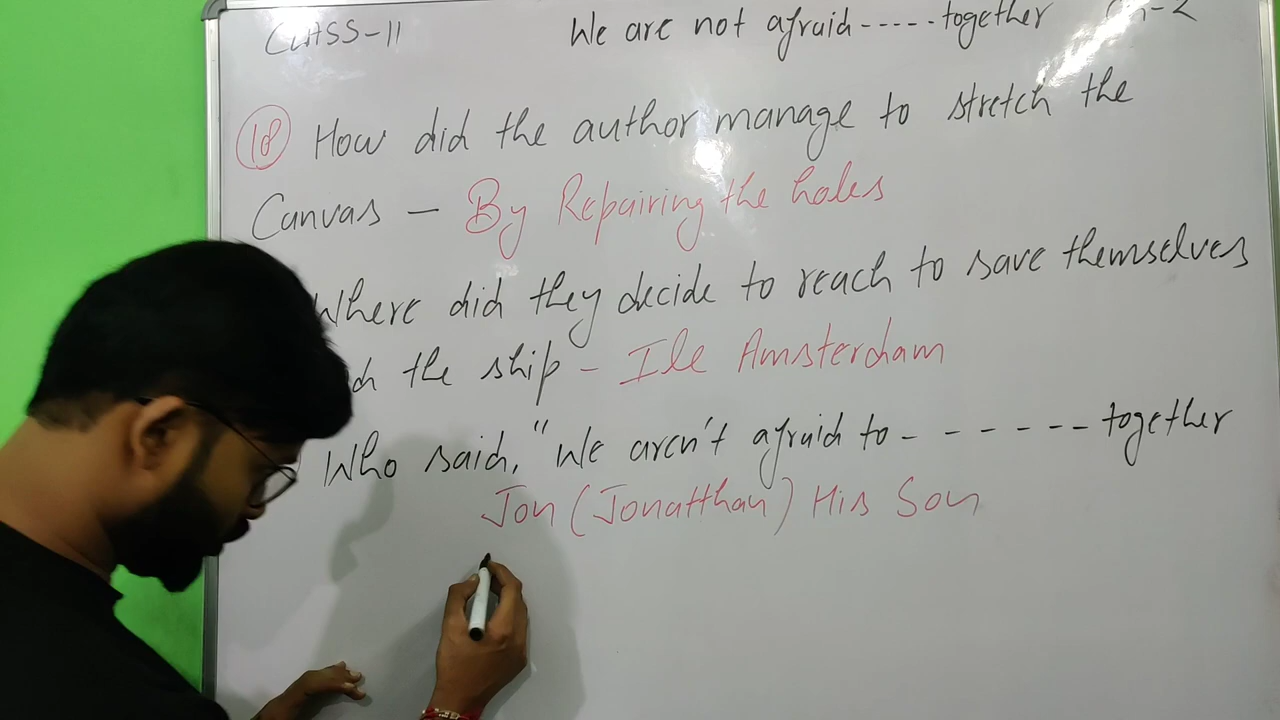 CLASS-11 We are not afraid-----together Ch-2
18 How did the author manage to stretch the
Canvas - By Repairing the holes
Where did they decide to reach to save themselves
the ship - Ile Amsterdam
Who said, "We aren't afraid to------together
Jon (Jonatthan) His Son